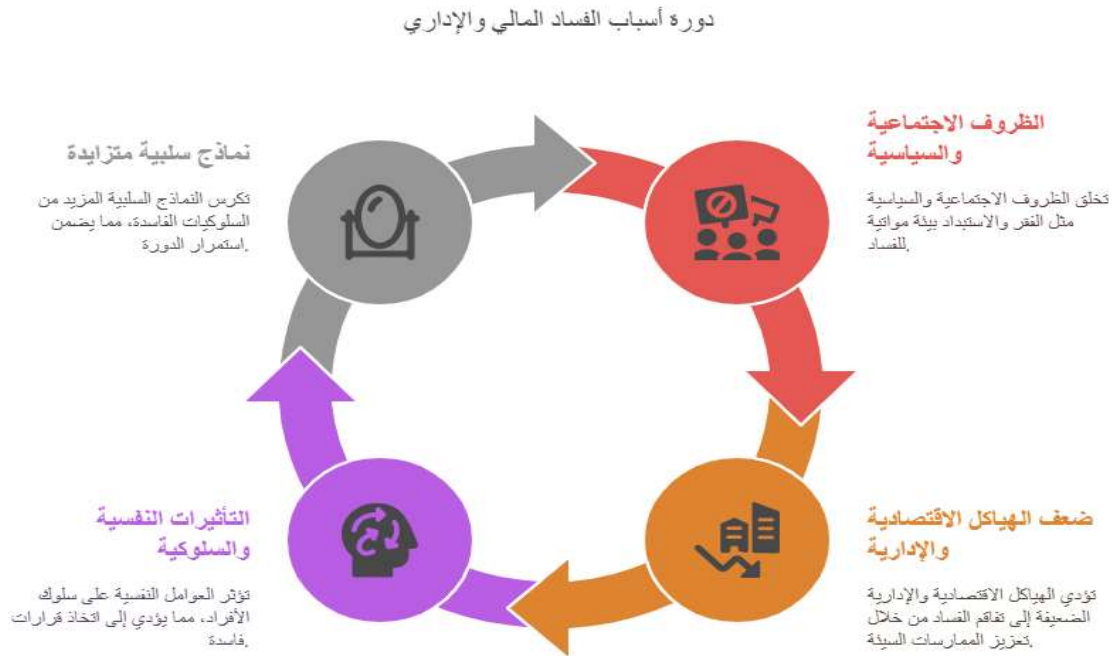 دورة أسباب الفساد المالي والإداري
الظروف الاجتماعية
والسياسية
تخلق الظروف الاجتماعية والسياسية
مثل الفقر والاستبداد بيئة مواتية
للفساد.
ضعف الهياكل الاقتصادية
والإدارية
تؤدي الهياكل الاقتصادية والإدارية
الضعيفة إلى تفاقم الفساد من خلال
تعزيز الممارسات السيئة.
التأثيرات النفسية
والسلوكية
تؤثر العوامل النفسية على سلوك
الأفراد، مما يؤدي إلى اتخاذ قرارات
فاسدة.
نماذج سلبية متزايدة
تكرس النماذج السلبية المزيد من
السلوكيات الفاسدة، مما يضمن
استمرار الدورة.